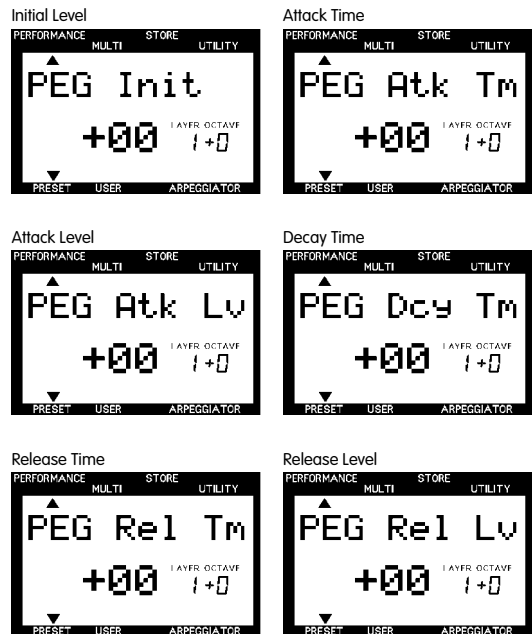 Initial Level
PERFORMANCE MULTI STORE UTILITY
PEG Init
+00 LAYER OCTAVE 1 +0
PRESET USER ARPEGGIATOR
Attack Time
PERFORMANCE MULTI STORE UTILITY
PEG Atk Tm
+00 LAYER OCTAVE 1 +0
PRESET USER ARPEGGIATOR
Attack Level
PERFORMANCE MULTI STORE UTILITY
PEG Atk Lv
+00 LAYER OCTAVE 1 +0
PRESET USER ARPEGGIATOR
Decay Time
PERFORMANCE MULTI STORE UTILITY
PEG Dcy Tm
+00 LAYER OCTAVE 1 +0
PRESET USER ARPEGGIATOR
Release Time
PERFORMANCE MULTI STORE UTILITY
PEG Rel Tm
+00 LAYER OCTAVE 1 +0
PRESET USER ARPEGGIATOR
Release Level
PERFORMANCE MULTI STORE UTILITY
PEG Rel Lv
+00 LAYER OCTAVE 1 +0
PRESET USER ARPEGGIATOR